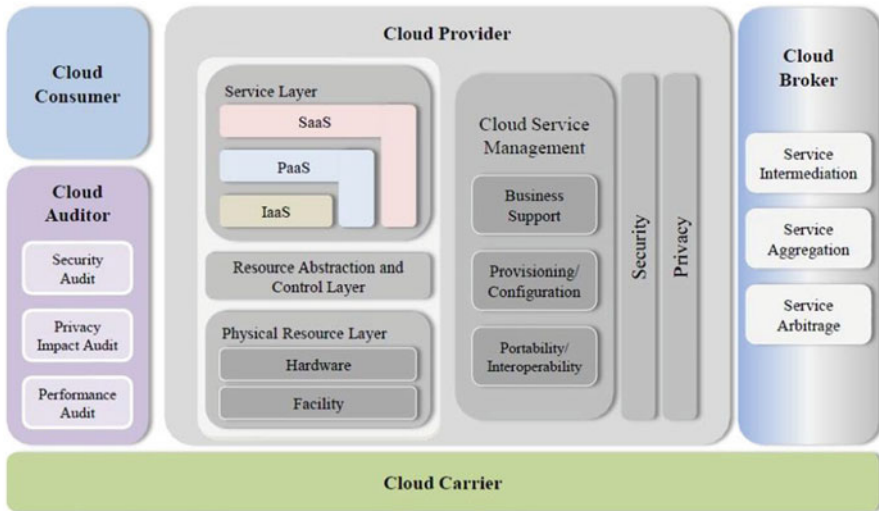 Cloud
Consumer
Cloud
Auditor
Security
Audit
Privacy
Impact Audit
Performance
Audit
Cloud Provider
Service Layer
SaaS
PaaS
IaaS
Resource Abstraction and
Control Layer
Physical Resource Layer
Hardware
Facility
Cloud Service
Management
Business
Support
Provisioning/
Configuration
Portability/
Interoperability
Security
Privacy
Cloud
Broker
Service
Intermediation
Service
Aggregation
Service
Arbitrage
Cloud Carrier